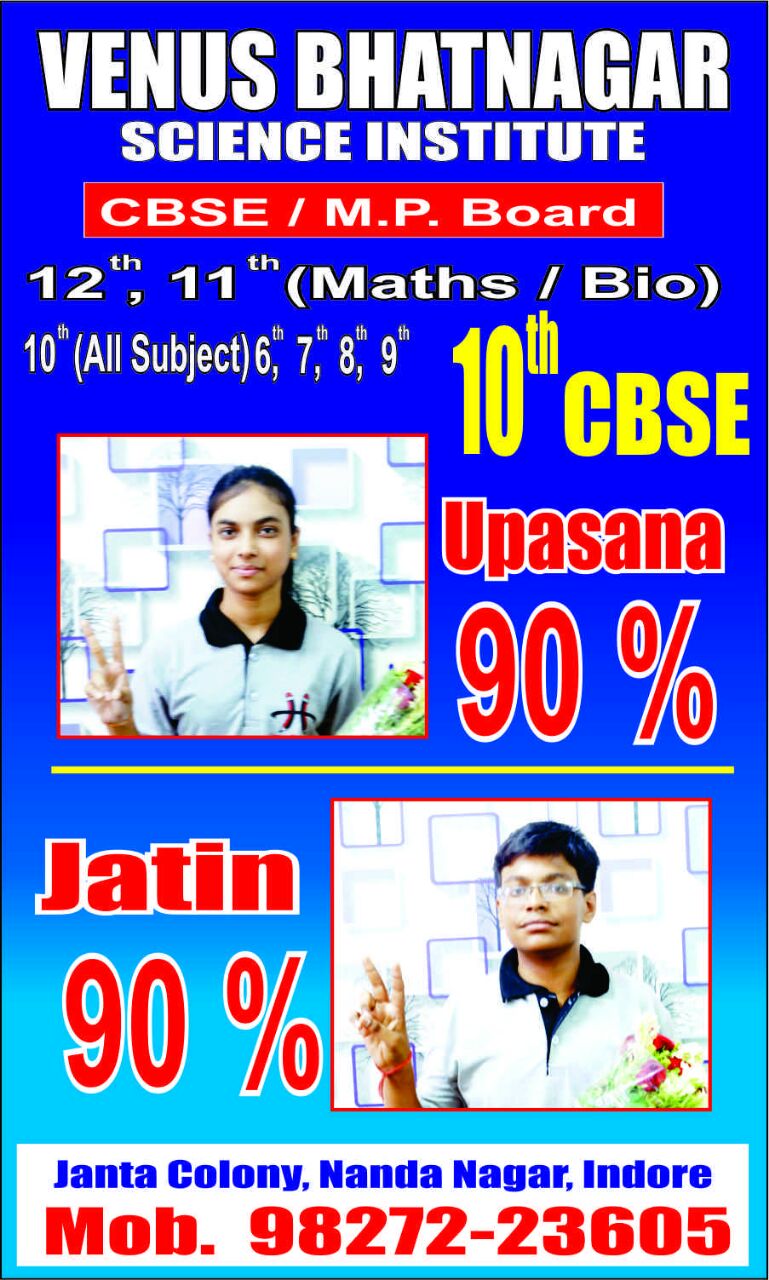 VENUS BHATNAGAR
SCIENCE INSTITUTE
CBSE / M.P. Board
12th, 11th (Maths / Bio)
10th (All Subject) 6th, 7th, 8th, 9th
10th CBSE
Upasana
90 %
Jatin
90 %
Janta Colony, Nanda Nagar, Indore
Mob. 98272-23605